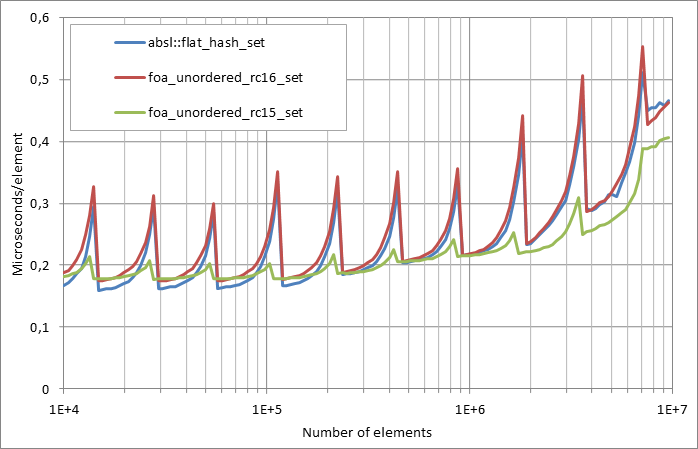 0,6
0,5
0,4
0,3
0,2
0,1
0
Microseconds/element
absl::flat_hash_set
foa_unordered_rc16_set
foa_unordered_rc15_set
1E+4 1E+5 1E+6 1E+7
Number of elements